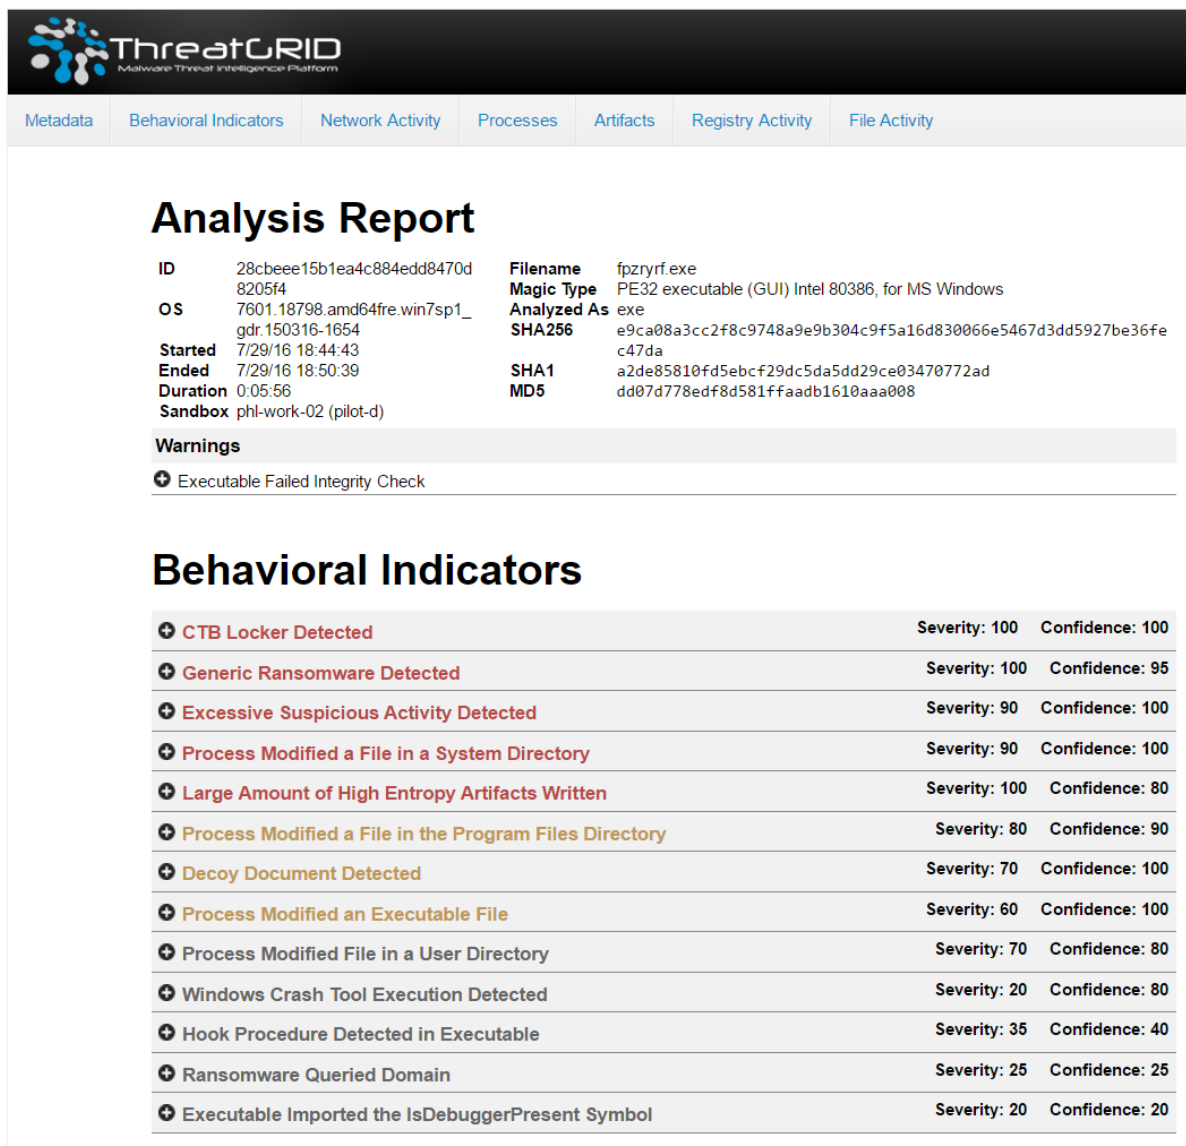 ThreatGRID
Malware Threat Intelligence Platform
Metadata Behavioral Indicators Network Activity Processes Artifacts Registry Activity File Activity
Analysis Report
ID 28cbeee15b1ea4c884edd8470d
8205f4
OS 7601.18798.amd64fre.win7sp1_
gdr.150316-1654
Started 7/29/16 18:44:43
Ended 7/29/16 18:50:39
Duration 0:05:56
Sandbox phl-work-02 (pilot-d)
Filename fpzryrf.exe
Magic Type PE32 executable (GUI) Intel 80386, for MS Windows
Analyzed As exe
SHA256 e9ca08a3cc2f8c9748a9e9b304c9f5a16d830066e5467d3dd5927be36fe
c47da
SHA1 a2de85810fd5ebcf29dc5da5dd29ce03470772ad
MD5 dd07d778edf8d581ffaadb1610aaa008
Warnings
Executable Failed Integrity Check
Behavioral Indicators
CTB Locker Detected Severity: 100 Confidence: 100
Generic Ransomware Detected Severity: 100 Confidence: 95
Excessive Suspicious Activity Detected Severity: 90 Confidence: 100
Process Modified a File in a System Directory Severity: 90 Confidence: 100
Large Amount of High Entropy Artifacts Written Severity: 100 Confidence: 80
Process Modified a File in the Program Files Directory Severity: 80 Confidence: 90
Decoy Document Detected Severity: 70 Confidence: 100
Process Modified an Executable File Severity: 60 Confidence: 100
Process Modified File in a User Directory Severity: 70 Confidence: 80
Windows Crash Tool Execution Detected Severity: 20 Confidence: 80
Hook Procedure Detected in Executable Severity: 35 Confidence: 40
Ransomware Queried Domain Severity: 25 Confidence: 25
Executable Imported the IsDebuggerPresent Symbol Severity: 20 Confidence: 20